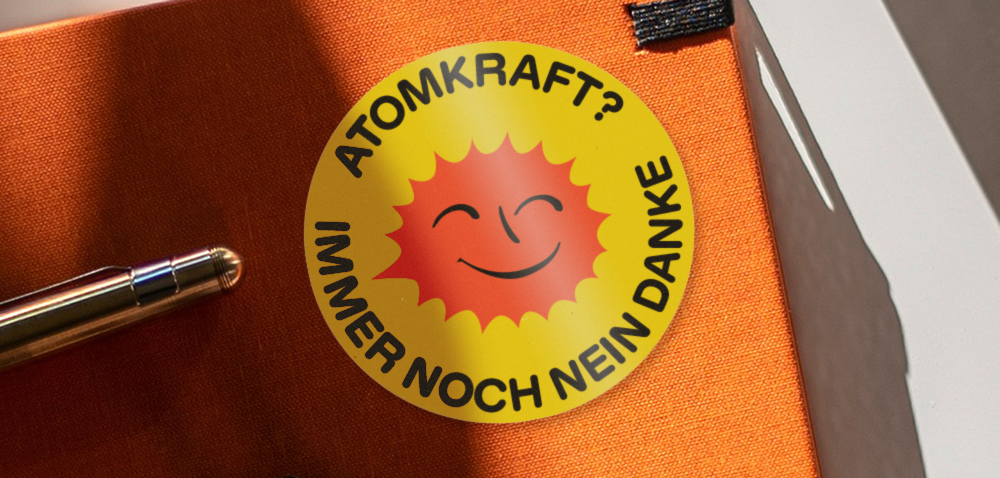 ATOMKRAFT?
IMMER NOCH NEIN DANKE